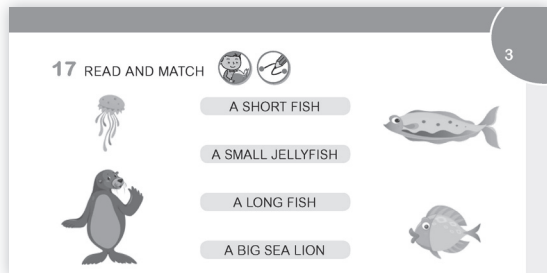 3
17 READ AND MATCH
A SHORT FISH
A SMALL JELLYFISH
A LONG FISH
A BIG SEA LION